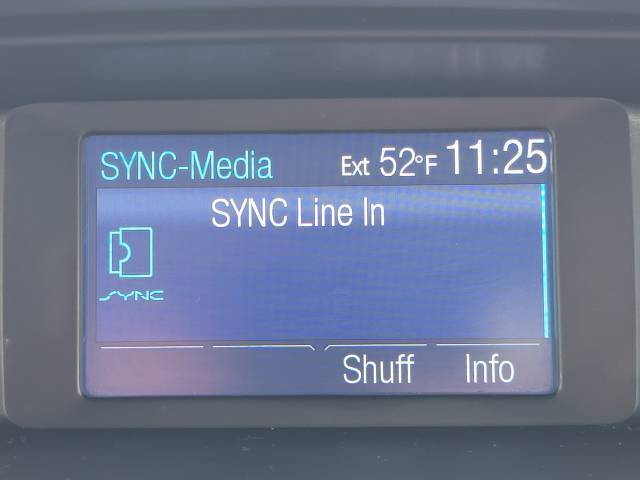 SYNC-Media Ext 52°F 11:25
SYNC Line In
SYNC
Shuff Info